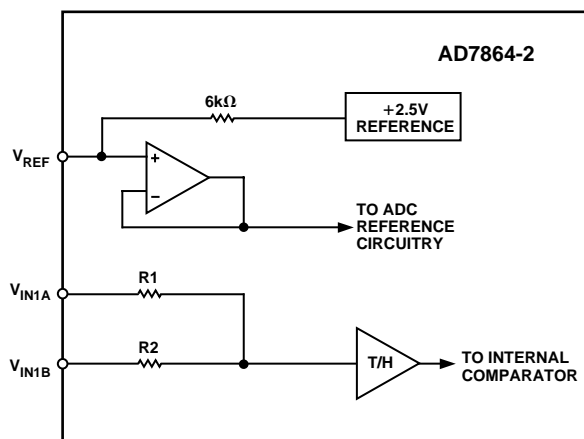 AD7864-2
6kΩ
+2.5V
REFERENCE
VREF
+
−
TO ADC
REFERENCE
CIRCUITRY
VIN1A
R1
VIN1B
R2
T/H
TO INTERNAL
COMPARATOR